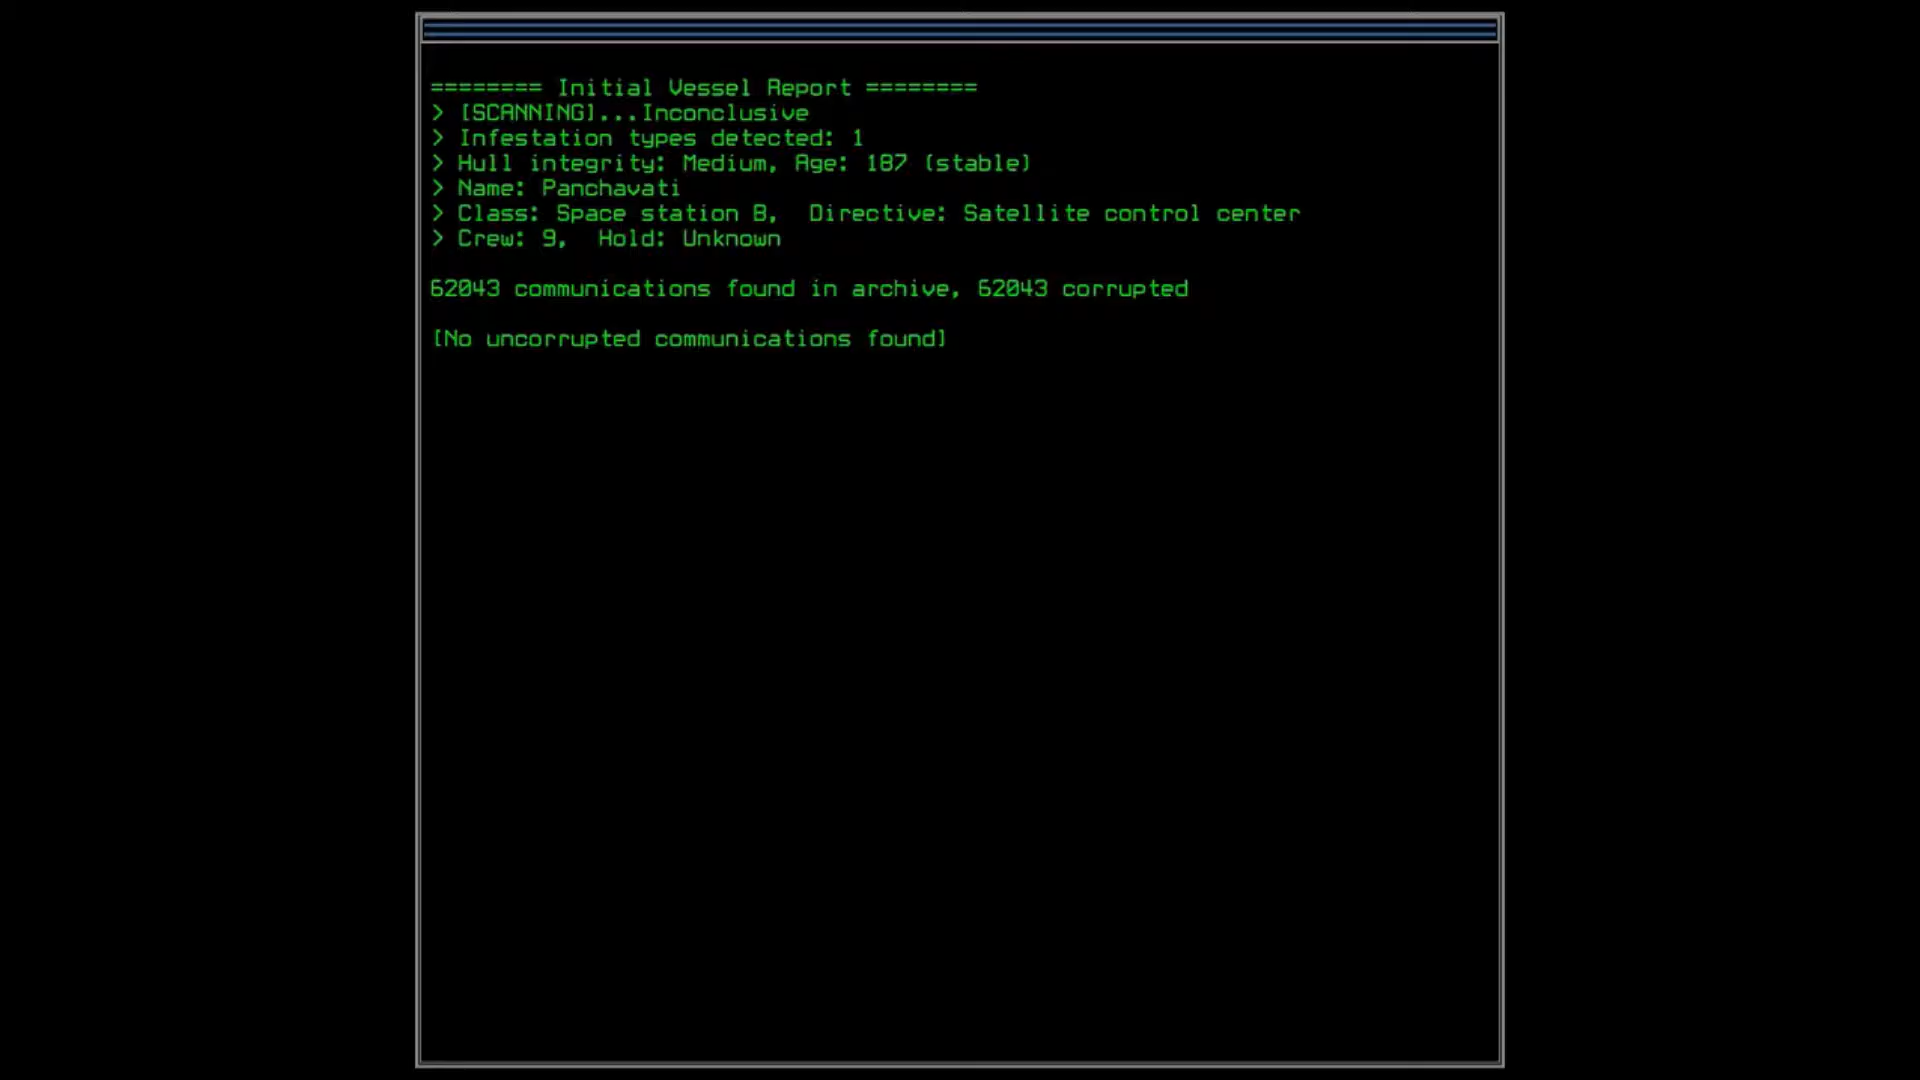 ======== Initial Vessel Report ========
> [SCANNING]...Inconclusive
> Infestation types detected: 1
> Hull integrity: Medium, Age: 187 (stable)
> Name: Panchavati
> Class: Space station B,  Directive: Satellite control center
> Crew: 9,  Hold: Unknown
62043 communications found in archive, 62043 corrupted
[No uncorrupted communications found]